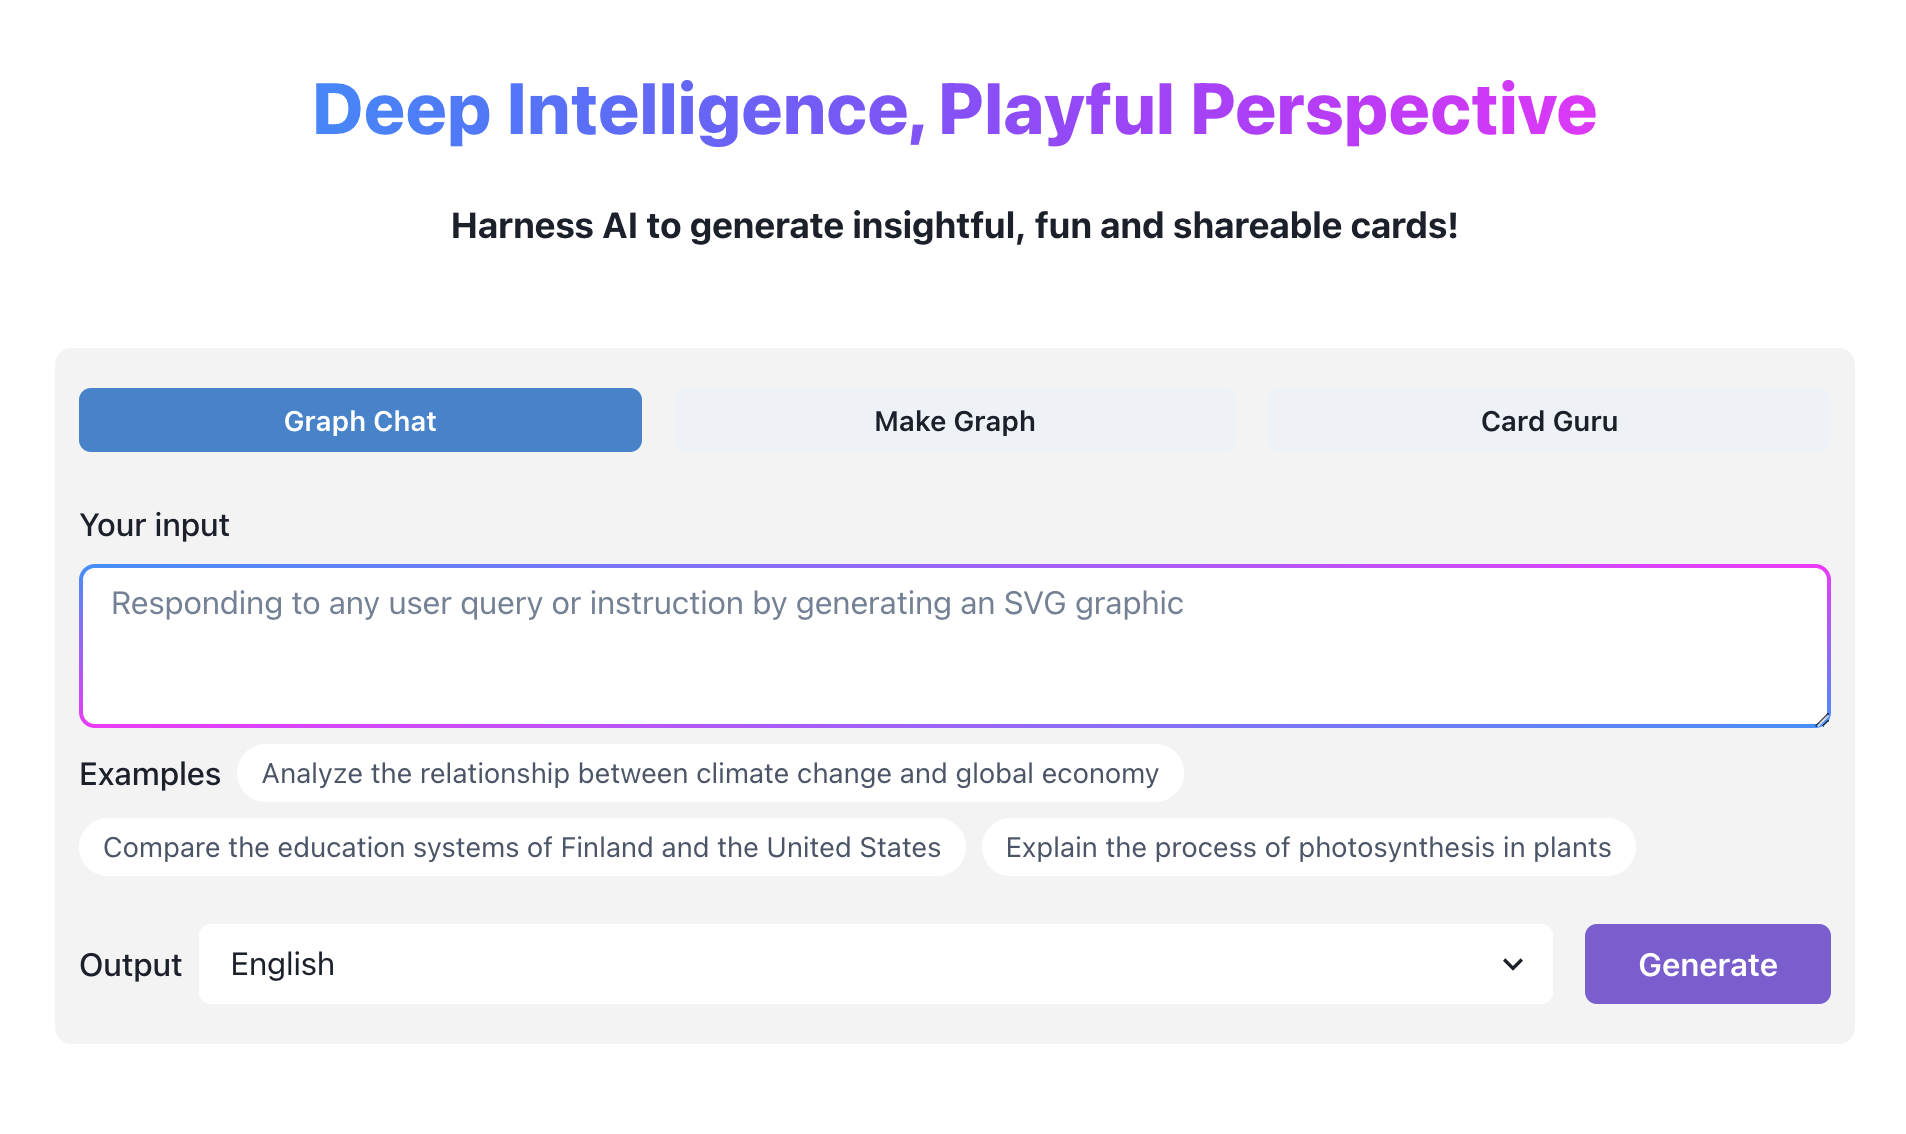 Deep Intelligence, Playful Perspective
Harness AI to generate insightful, fun and shareable cards!
Graph Chat
Make Graph
Card Guru
Your input
Responding to any user query or instruction by generating an SVG graphic
Examples
Analyze the relationship between climate change and global economy
Compare the education systems of Finland and the United States
Explain the process of photosynthesis in plants
Output
English
Generate